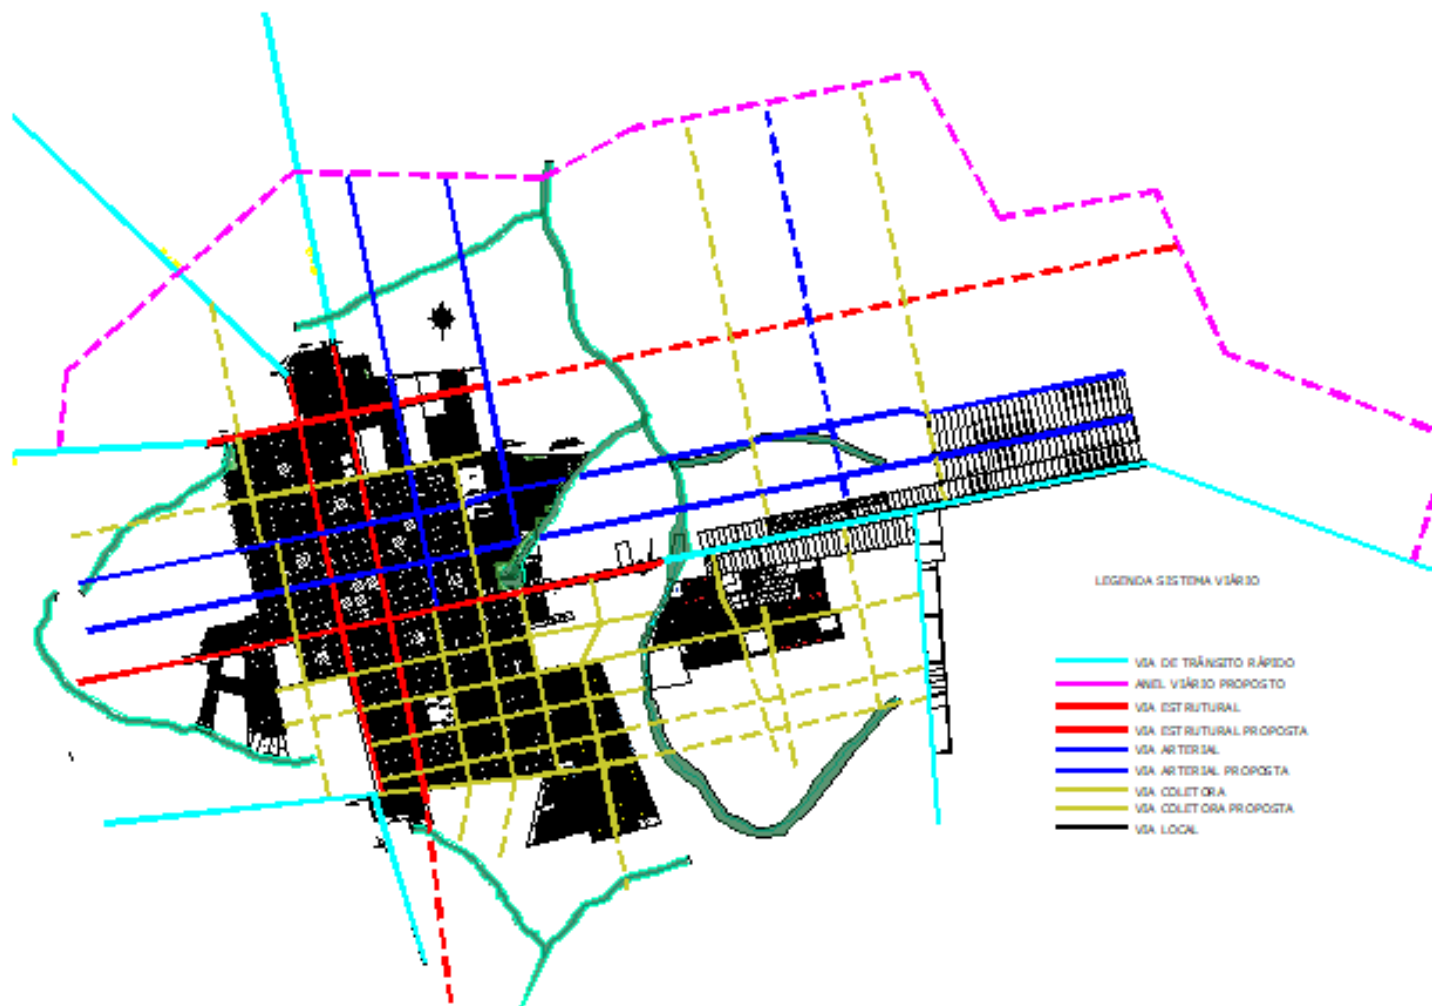 LEGENDA SISTEMA VIÁRIO
VIA DE TRÂNSITO RÁPIDO
ANEL VIÁRIO PROPOSTO
VIA ESTRUTURAL
VIA ESTRUTURAL PROPOSTA
VIA ARTERIAL
VIA ARTERIAL PROPOSTA
VIA COLETORA
VIA COLETORA PROPOSTA
VIA LOCAL